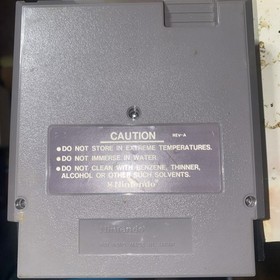 CAUTION REV-A
•DO NOT STORE IN EXTREME TEMPERATURES.
•DO NOT IMMERSE IN WATER.
•DO NOT CLEAN WITH BENZENE, THINNER,
ALCOHOL OR OTHER SUCH SOLVENTS.
Nintendo